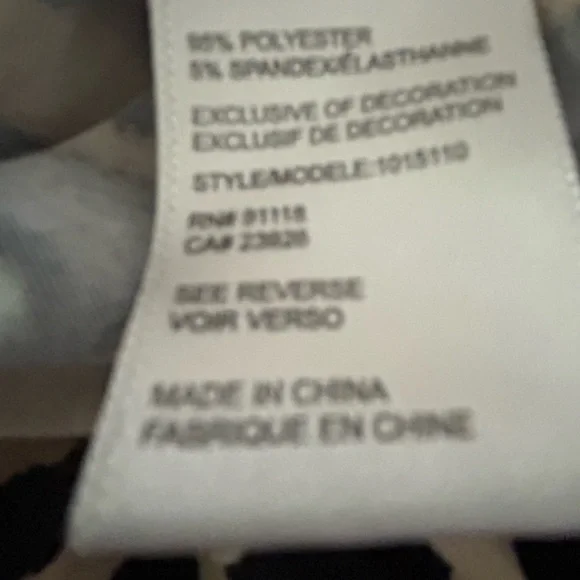 95% POLYESTER
5% SPANDEX/ÉLASTHANNE
EXCLUSIVE OF DECORATION
EXCLUSIF DE DECORATION
STYLE/MODELE:1015110
RN# 91118
CA# 23928
SEE REVERSE
VOIR VERSO
MADE IN CHINA
FABRIQUE EN CHINE